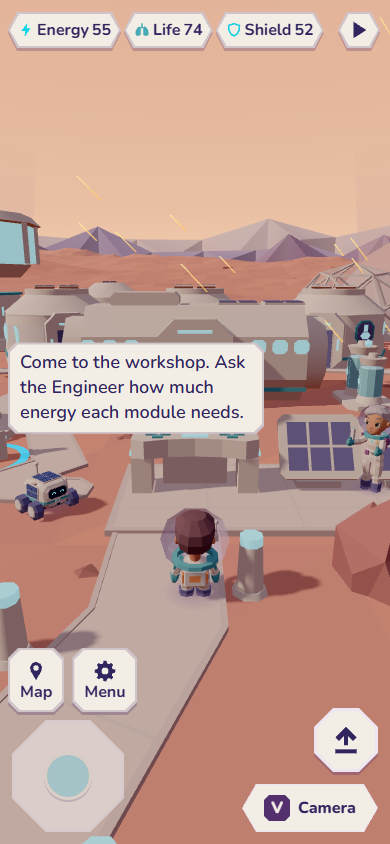 Energy 55
Life 74
Shield 52
Come to the workshop. Ask
the Engineer how much
energy each module needs.
Map
Menu
V
Camera